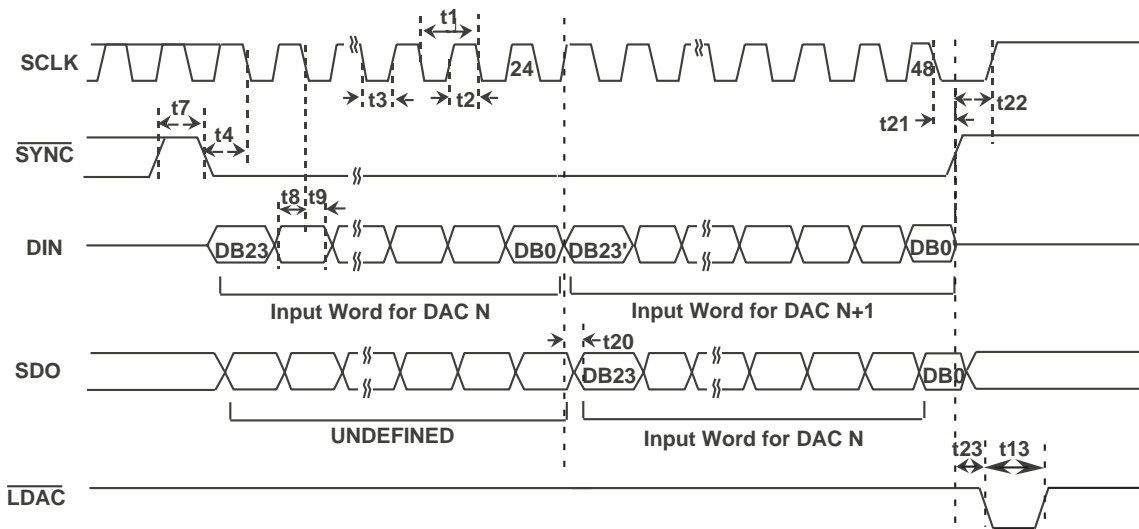 t1
SCLK
24
48
t3
t2
t22
t21
t7
t4
SYNC
t8
t9
DIN
DB23
DB0
DB23'
DB0'
Input Word for DAC N
Input Word for DAC N+1
t20
SDO
DB23
DB0
UNDEFINED
Input Word for DAC N
t23
t13
LDAC